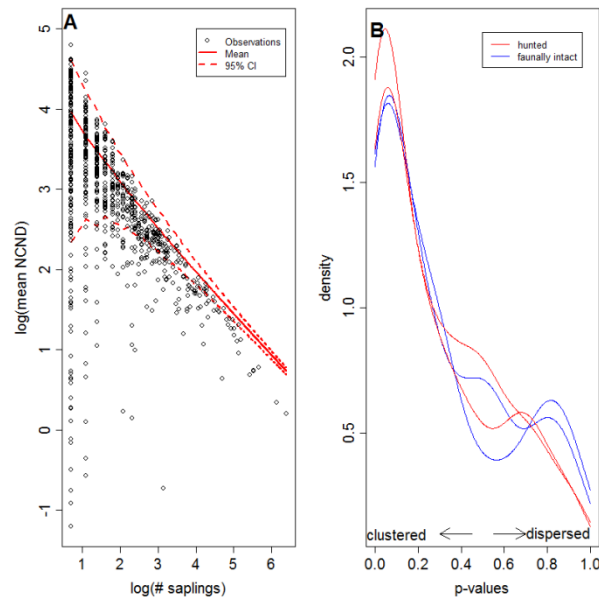 A
Observations
Mean
95% CI
log(mean NCND)
5
4
3
2
1
0
-1
1 2 3 4 5 6
log(# saplings)
B
hunted
faunally intact
density
2.0
1.5
1.0
0.5
clustered dispersed
0.0 0.2 0.4 0.6 0.8 1.0
p-values